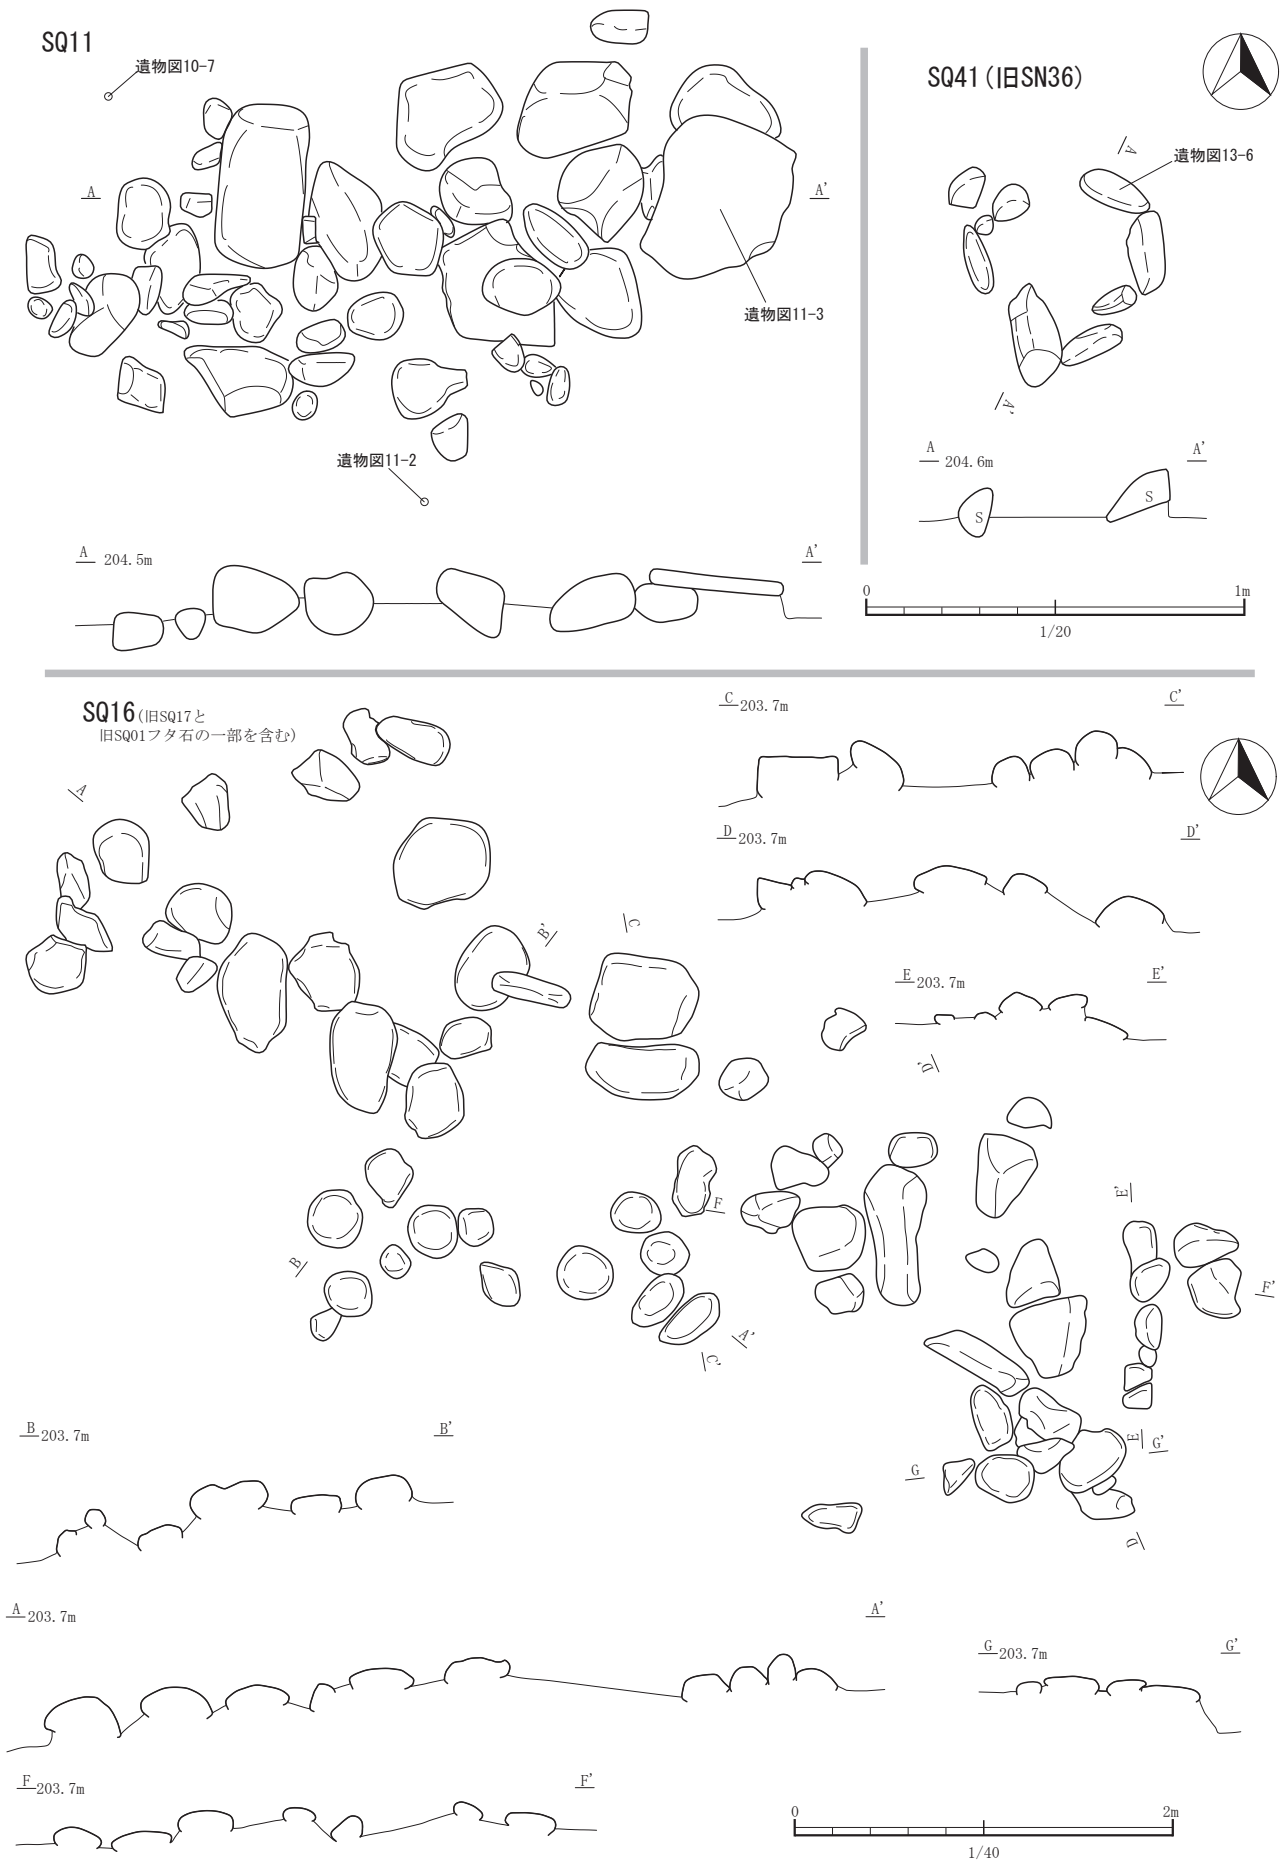 SQ11
遺物図10-7
A
A'
遺物図11-3
遺物図11-2
A 204.5m
A'
SQ41(旧SN36)
A
遺物図13-6
A'
A 204.6m
A'
S
S
0
1m
1/20
SQ16(旧SQ17と
旧SQ01フタ石の一部を含む)
A
B'
C
C 203.7m
C'
D 203.7m
D'
E 203.7m
E'
D'
F
E'
B
F'
A'
C'
E
G
G'
D
B 203.7m
B'
A 203.7m
A'
G 203.7m
G'
F 203.7m
F'
0
2m
1/40